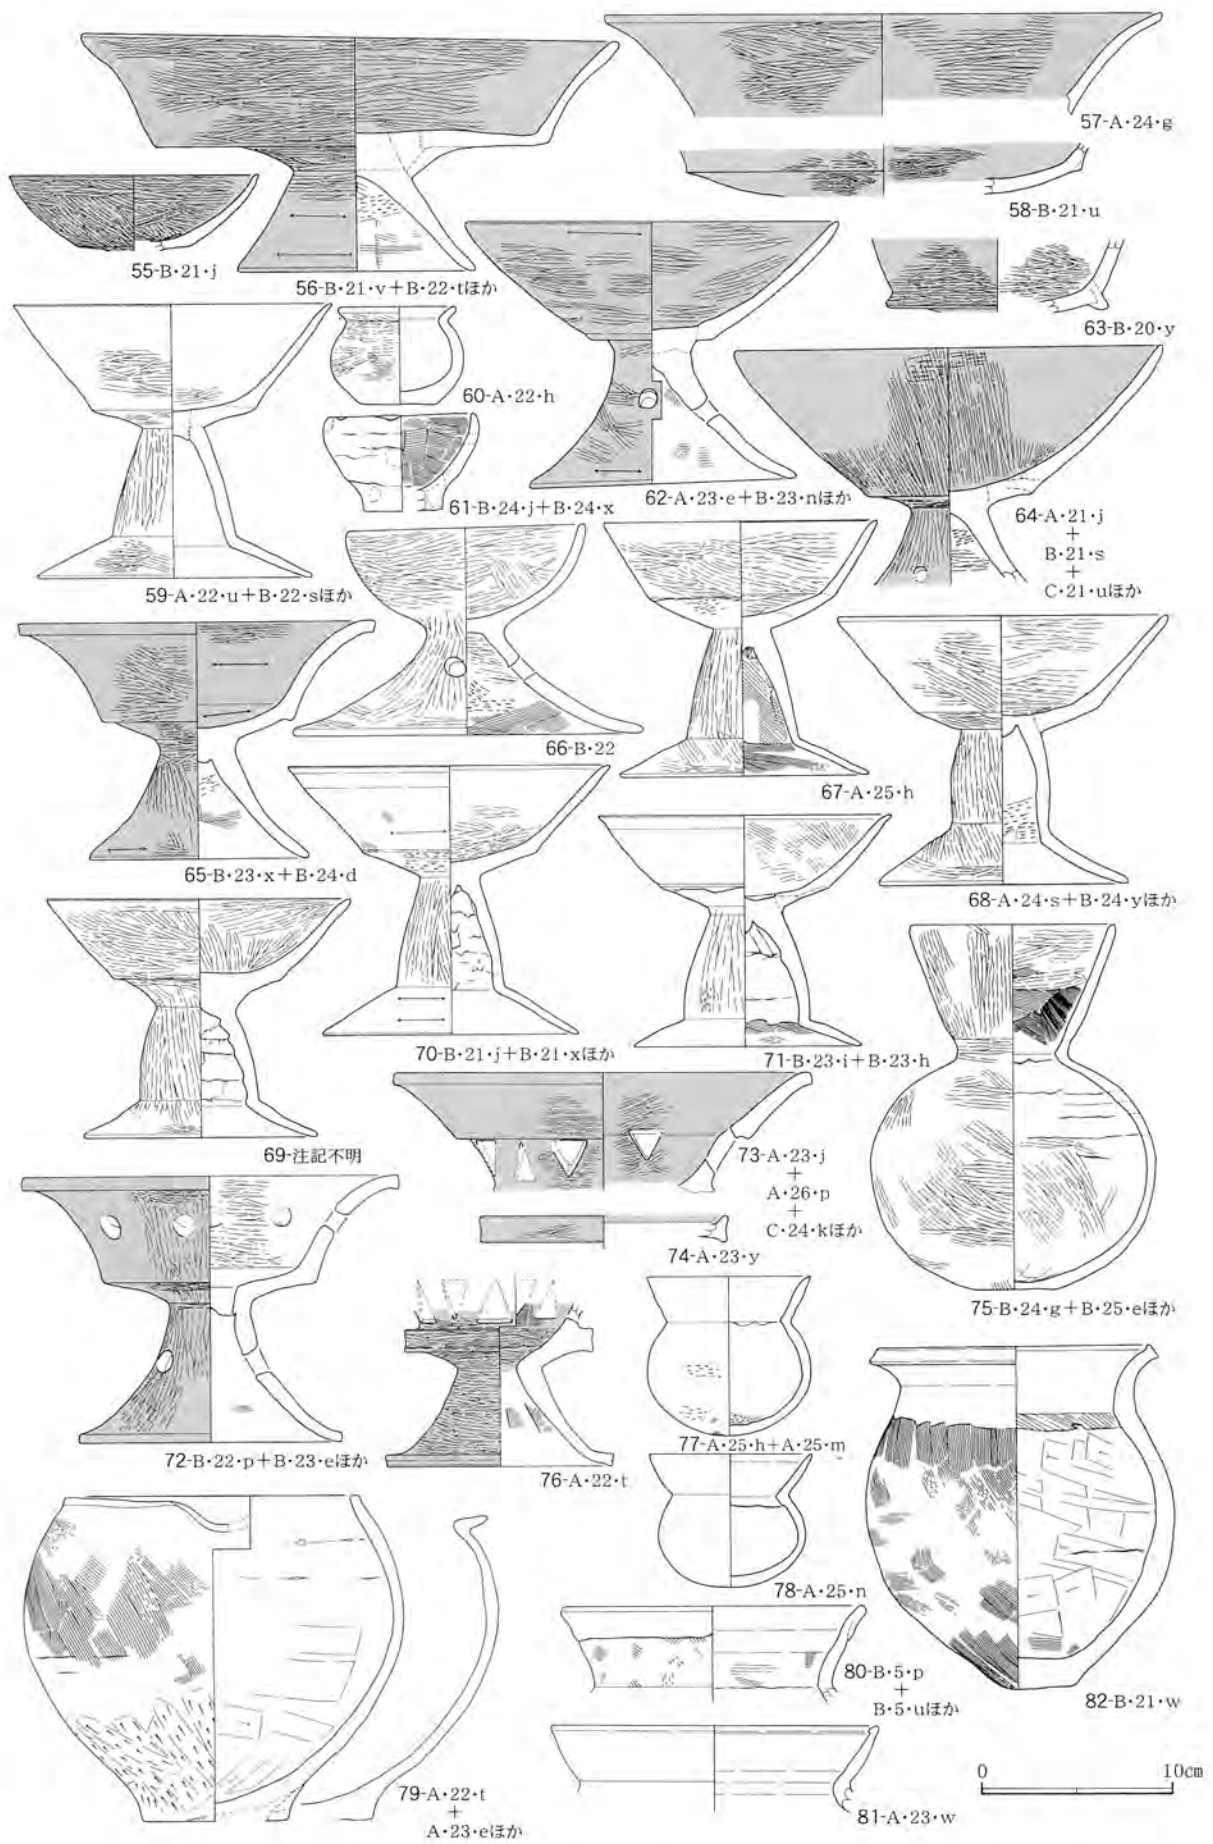 57-A・24・g
58-B・21・u
55-B・21・j
56-B・21・v+B・22・tほか
63-B・20・y
60-A・22・h
61-B・24・j+B・24・x
62-A・23・e+B・23・nほか
64-A・21・j
+
B・21・s
+
C・21・uほか
59-A・22・u+B・22・sほか
66-B・22
67-A・25・h
65-B・23・x+B・24・d
68-A・24・s+B・24・yほか
70-B・21・j+B・21・xほか
71-B・23・i+B・23・h
69-注記不明
73-A・23・j
+
A・26・p
+
C・24・kほか
74-A・23・y
75-B・24・g+B・25・eほか
72-B・22・p+B・23・eほか
76-A・22・t
77-A・25・h+A・25・m
78-A・25・n
80-B・5・p
+
B・5・uほか
82-B・21・w
79-A・22・t
+
A・23・eほか
81-A・23・w
0 10cm